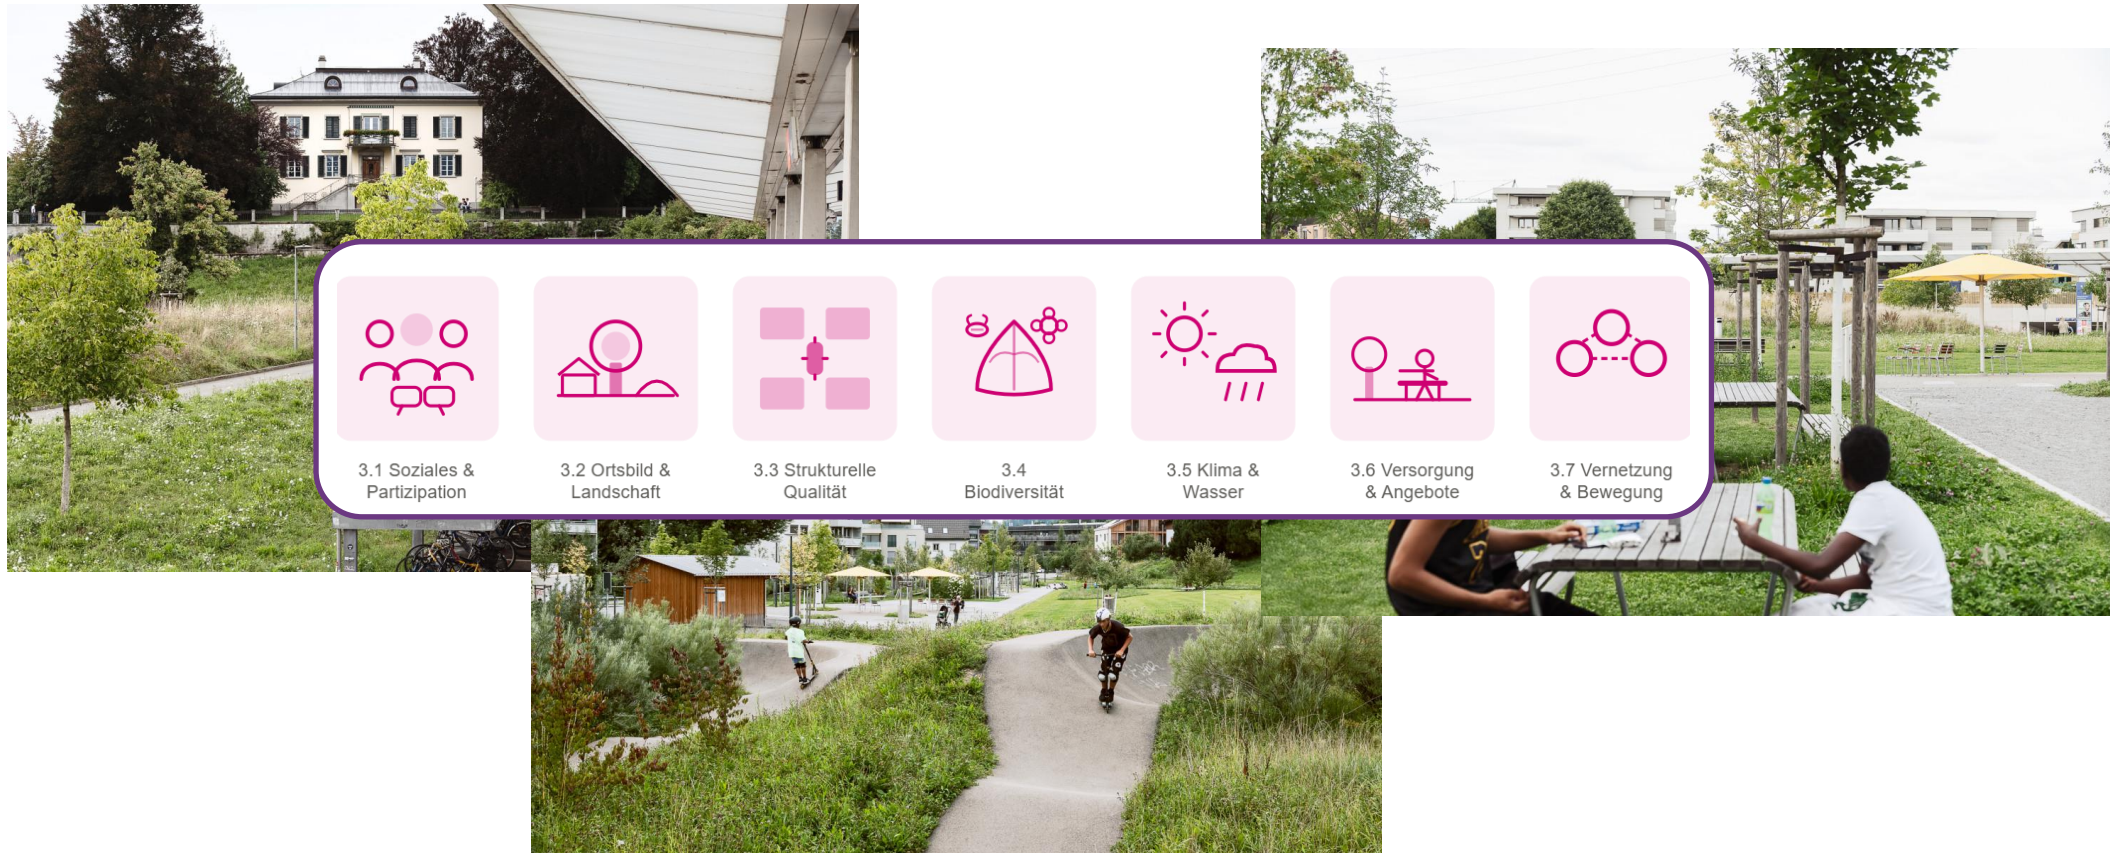 3.1 Soziales &
Partizipation
3.2 Ortsbild &
Landschaft
3.3 Strukturelle
Qualität
3.4
Biodiversität
3.5 Klima &
Wasser
3.6 Versorgung
& Angebote
3.7 Vernetzung
& Bewegung